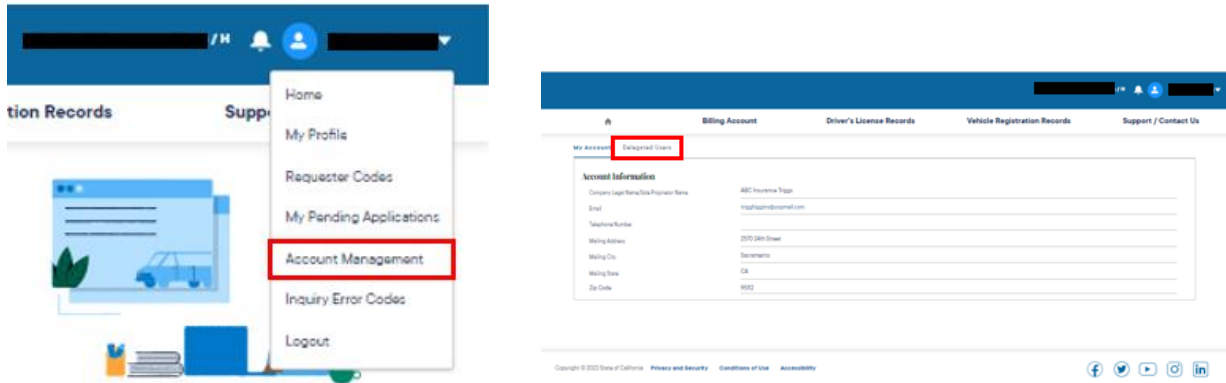 /H
tion Records
Supp
Home
My Profile
Requester Codes
My Pending Applications
Account Management
Inquiry Error Codes
Logout
Billing Account
Driver's License Records
Vehicle Registration Records
Support / Contact Us
My Account
Delegated Users
Account Information
Company Legal Name/Sole Proprietor Name
ABC Insurance Triggs
Email
Telephone Number
Mailing Address
2570 24th Street
Mailing City
Sacramento
Mailing State
CA
Zip Code
Copyright © 2023 State of California Privacy and Security Conditions of Use Accessibility